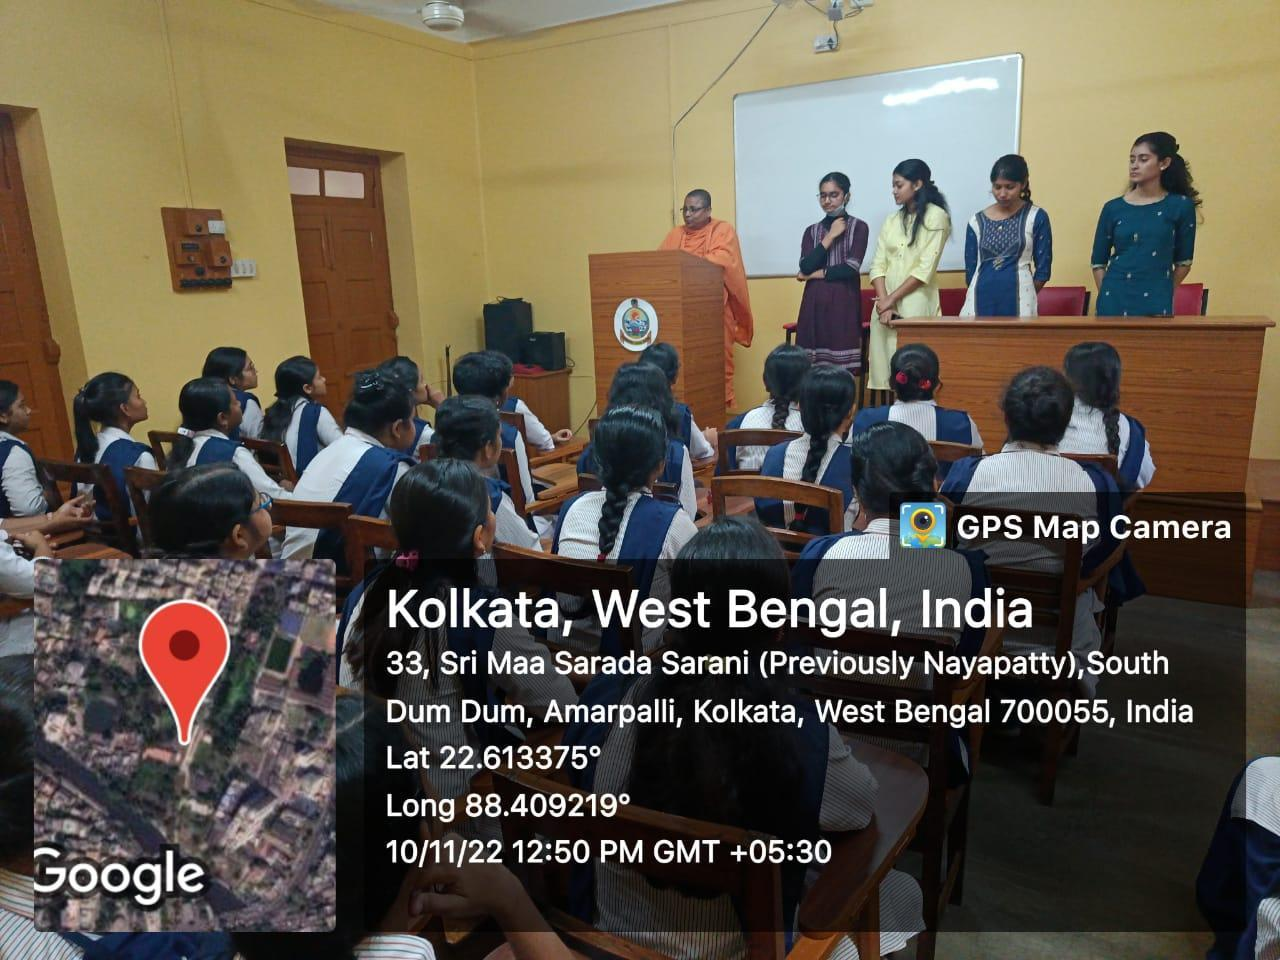 GPS Map Camera
Kolkata, West Bengal, India
33, Sri Maa Sarada Sarani (Previously Nayapatty),South
Dum Dum, Amarpalli, Kolkata, West Bengal 700055, India
Lat 22.613375°
Long 88.409219°
10/11/22 12:50 PM GMT +05:30
Google